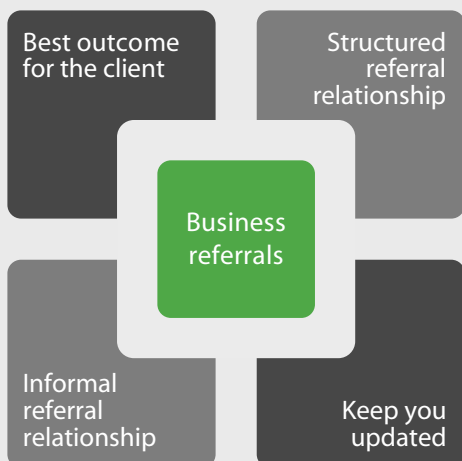 Best outcome
for the client
Structured
referral
relationship
Business
referrals
Informal
referral
relationship
Keep you
updated